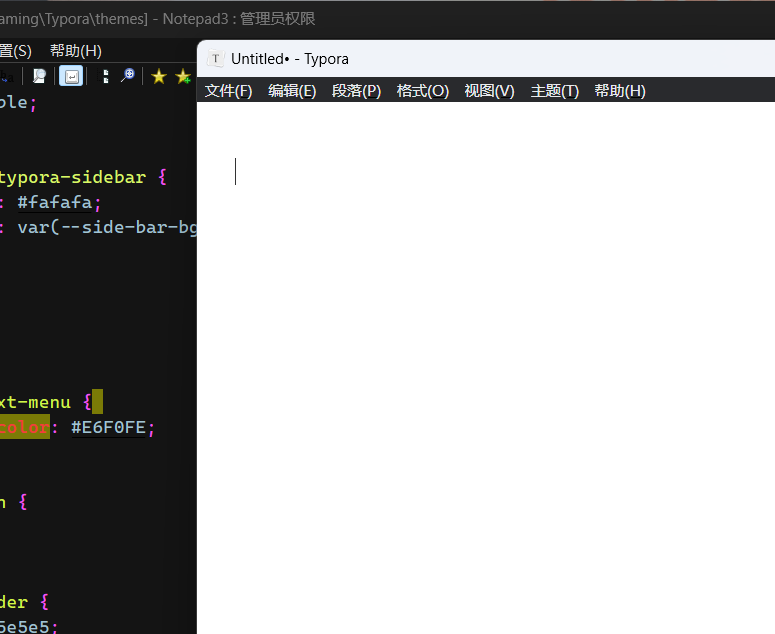 aming\Typora\themes] - Notepad3 : 管理员权限
置(S) 帮助(H)
Untitled• - Typora
文件(F) 编辑(E) 段落(P) 格式(O) 视图(V) 主题(T) 帮助(H)
ole;
typora-sidebar {
: #fafafa;
: var(--side-bar-bg
xt-menu {
color: #E6F0FE;
n {
der {
5e5e5;